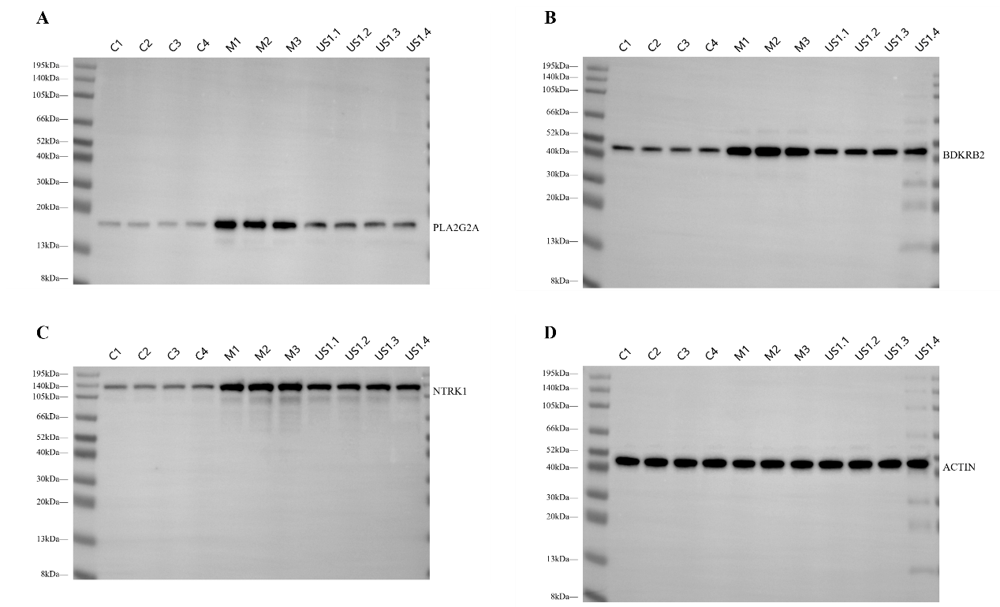 A
C1 C2 C3 C4 M1 M2 M3 US1.1 US1.2 US1.3 US1.4
195kDa
140kDa
105kDa
66kDa
52kDa
40kDa
30kDa
20kDa
PLA2G2A
13kDa
8kDa
B
C1 C2 C3 C4 M1 M2 M3 US1.1 US1.2 US1.3 US1.4
195kDa
140kDa
105kDa
66kDa
52kDa
40kDa
BDKRB2
30kDa
20kDa
13kDa
8kDa
C
C1 C2 C3 C4 M1 M2 M3 US1.1 US1.2 US1.3 US1.4
195kDa
140kDa
NTRK1
105kDa
66kDa
52kDa
40kDa
30kDa
20kDa
13kDa
8kDa
D
C1 C2 C3 C4 M1 M2 M3 US1.1 US1.2 US1.3 US1.4
195kDa
140kDa
105kDa
66kDa
52kDa
40kDa
ACTIN
30kDa
20kDa
13kDa
8kDa